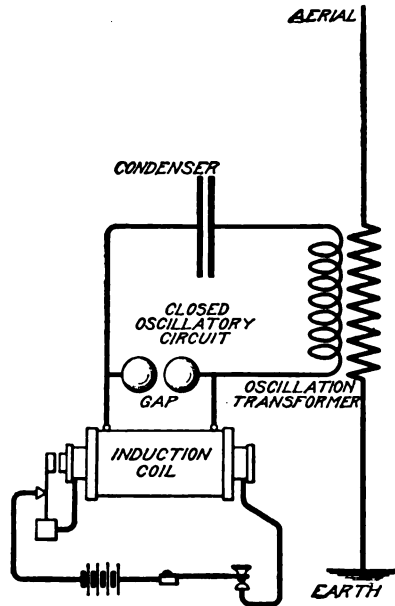 AERIAL
CONDENSER
CLOSED
OSCILLATORY
CIRCUIT
GAP
OSCILLATION
TRANSFORMER
INDUCTION
COIL
EARTH